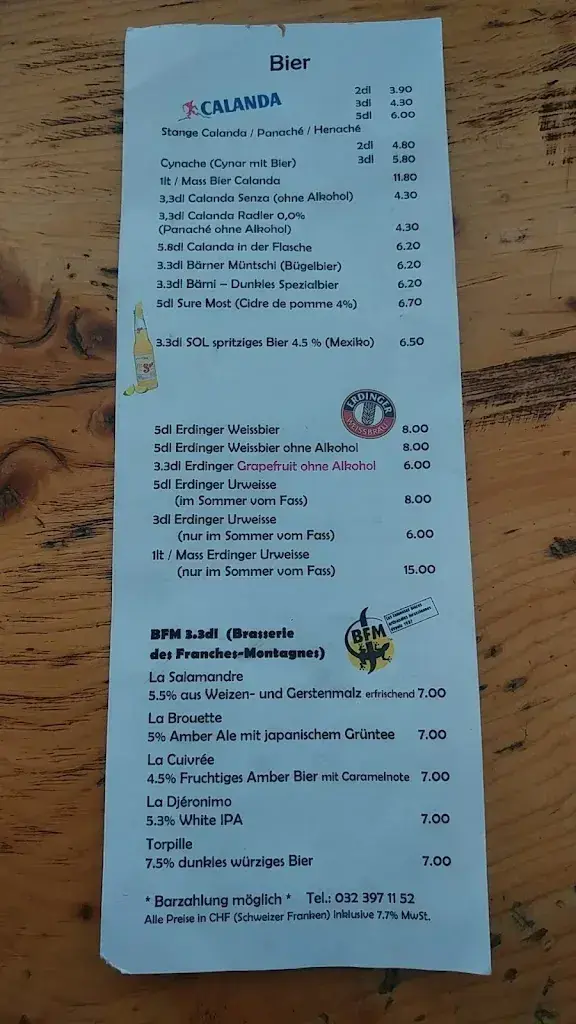 Bier
CALANDA
2dl 3.90
3dl 4.30
5dl 6.00
Stange Calanda / Panaché / Henaché
2dl 4.80
Cynache (Cynar mit Bier) 3dl 5.80
1lt / Mass Bier Calanda 11.80
3,3dl Calanda Senza (ohne Alkohol) 4.30
3,3dl Calanda Radler 0,0%
(Panaché ohne Alkohol) 4.30
5.8dl Calanda in der Flasche 6.20
3.3dl Bärner Müntschi (Bügelbier) 6.20
3.3dl Bärni – Dunkles Spezialbier 6.20
5dl Sure Most (Cidre de pomme 4%) 6.70
3.3dl SOL spritziges Bier 4.5 % (Mexiko) 6.50
ERDINGER
WEISSBRÄU
5dl Erdinger Weissbier 8.00
5dl Erdinger Weissbier ohne Alkohol 8.00
3.3dl Erdinger Grapefruit ohne Alkohol 6.00
5dl Erdinger Urweisse
(im Sommer vom Fass) 8.00
3dl Erdinger Urweisse
(nur im Sommer vom Fass) 6.00
1lt / Mass Erdinger Urweisse
(nur im Sommer vom Fass) 15.00
BFM 3.3dl (Brasserie
des Franches-Montagnes)
BFM
La Salamandre
5.5% aus Weizen- und Gerstenmalz erfrischend 7.00
La Brouette
5% Amber Ale mit japanischem Grüntee 7.00
La Cuivrée
4.5% Fruchtiges Amber Bier mit Caramelnote 7.00
La Djéronimo
5.3% White IPA 7.00
Torpille
7.5% dunkles würziges Bier 7.00
* Barzahlung möglich * Tel.: 032 397 11 52
Alle Preise in CHF (Schweizer Franken) inklusive 7.7% MwSt.